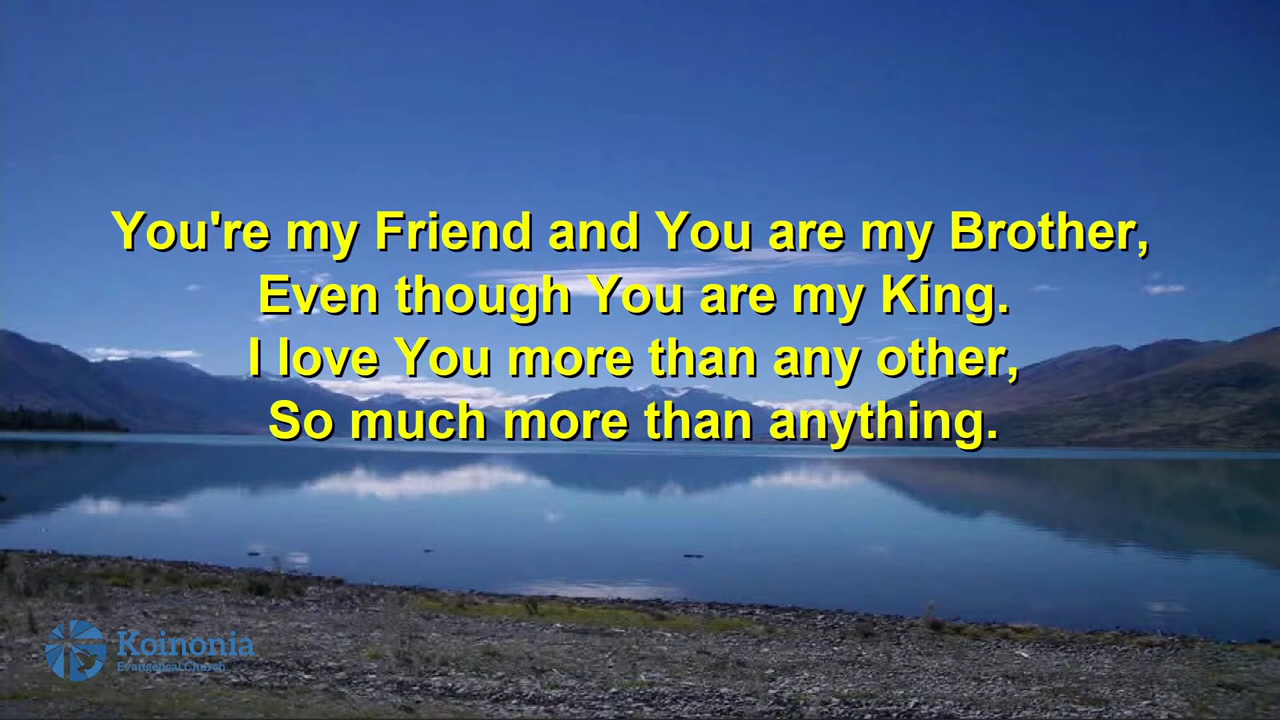 You're my Friend and You are my Brother,
Even though You are my King.
I love You more than any other,
So much more than anything.
Koinonia
Evangelical Church